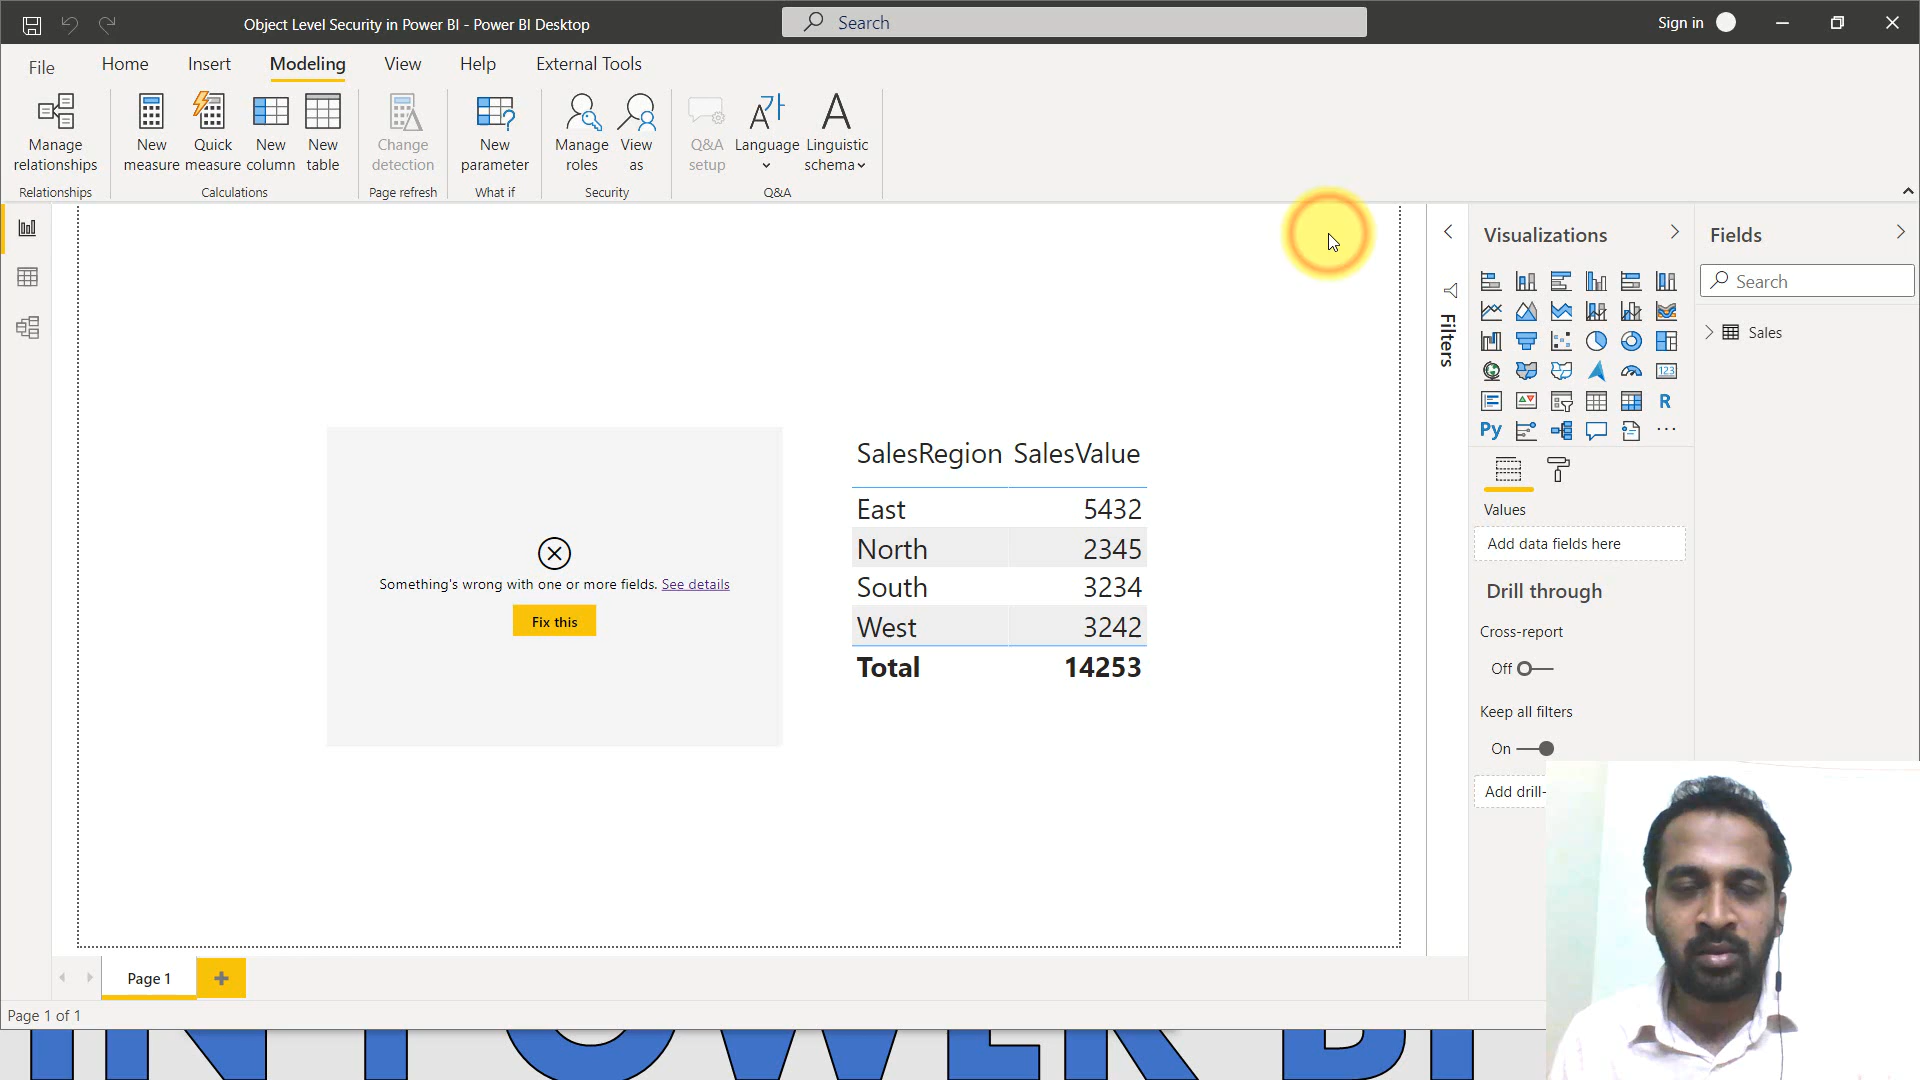 Object Level Security in Power BI - Power BI Desktop
Search
Sign in
File
Home
Insert
Modeling
View
Help
External Tools
Manage relationships
New measure
Quick measure
New column
New table
Change detection
New parameter
Manage roles
View as
Q&A setup
Language
Linguistic schema
Relationships
Calculations
Page refresh
What if
Security
Q&A
Something's wrong with one or more fields. See details
Fix this
SalesRegion SalesValue
East 5432
North 2345
South 3234
West 3242
Total 14253
Filters
Visualizations
123
R
Py
Values
Add data fields here
Drill through
Cross-report
Off
Keep all filters
On
Add drill-
Fields
Search
Sales
Page 1
Page 1 of 1
IN POWER BI